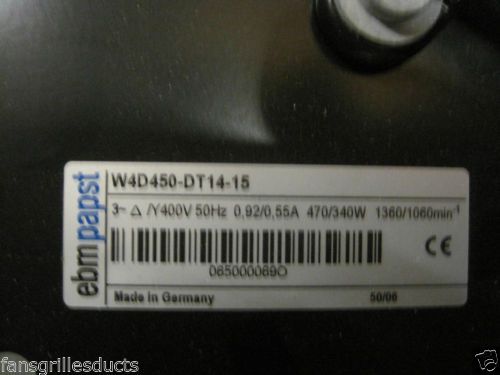 ebmpapst
W4D450-DT14-15
3~ Δ/Y400V 50Hz 0,92/0,55A 470/340W 1360/1060min⁻¹
065000069O
CE
Made in Germany 50/06
fansgrillesducts fansgrillesducts